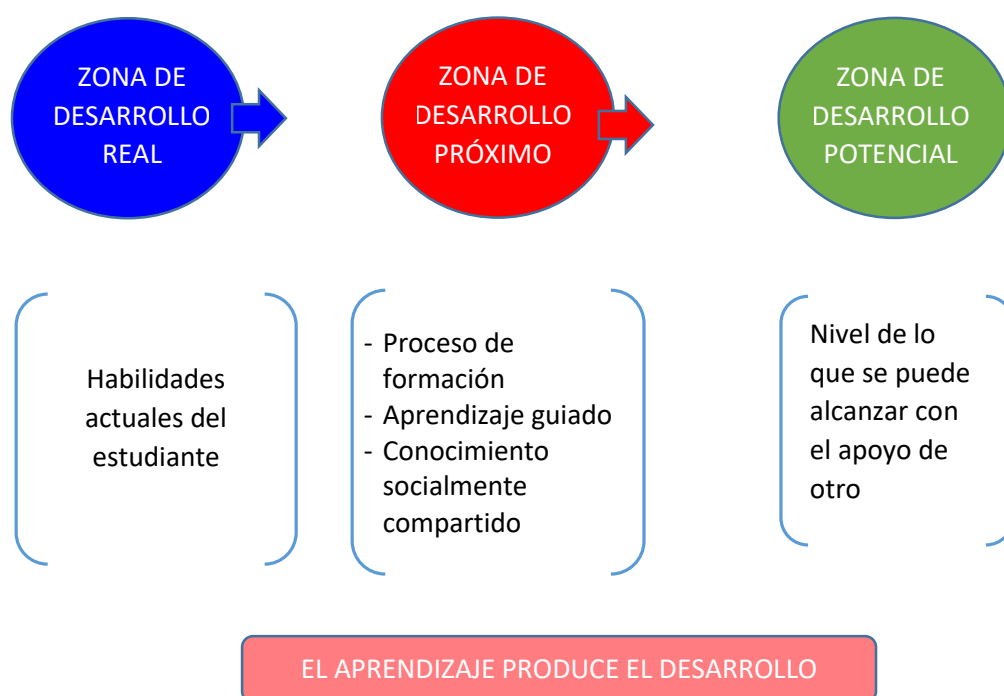 ZONA DE
DESARROLLO
REAL
ZONA DE
DESARROLLO
PRÓXIMO
ZONA DE
DESARROLLO
POTENCIAL
Habilidades
actuales del
estudiante
- Proceso de
formación
- Aprendizaje guiado
- Conocimiento
socialmente
compartido
Nivel de lo
que se puede
alcanzar con
el apoyo de
otro
EL APRENDIZAJE PRODUCE EL DESARROLLO